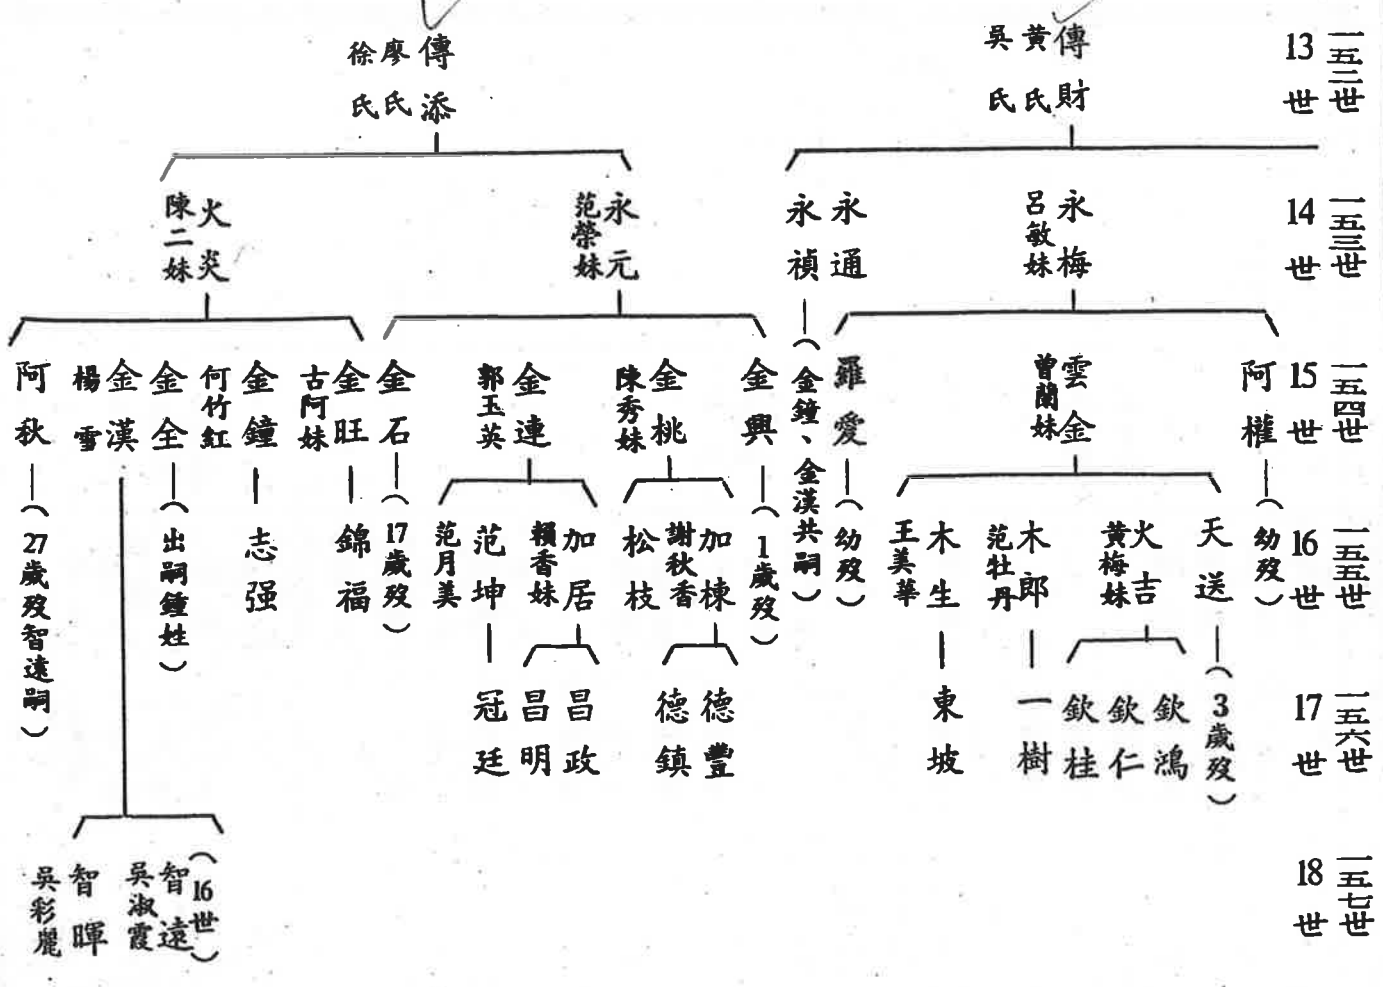 一五二世
13世
傳財
黃氏
吳氏
傳添
廖氏
徐氏
一五三世
14世
永梅
呂敏妹
永通
永禎
永元
范榮妹
火炎
陳二妹
一五四世
15世
阿權
雲金
曾蘭妹
羅愛
(金鐘、金漢共嗣)
金興
金桃
陳秀妹
金連
郭玉英
金石
金旺
古阿妹
金鐘
何竹紅
金全
金漢
楊雪
阿秋
一五五世
16世
(幼歿)
天送
火吉
黃梅妹
木郎
范牡丹
木生
王美華
(幼歿)
(1歲歿)
加棟
謝秋香
松枝
加居
賴香妹
范坤
范月美
(17歲歿)
錦福
志强
(出嗣鐘姓)
(27歲歿智遠嗣)
一五六世
17世
(3歲歿)
欽鴻
欽仁
欽桂
一樹
東坡
德豐
德鎮
昌政
昌明
冠廷
一五七世
18世
(16世)
智遠
吳淑霞
智暉
吳彩麗